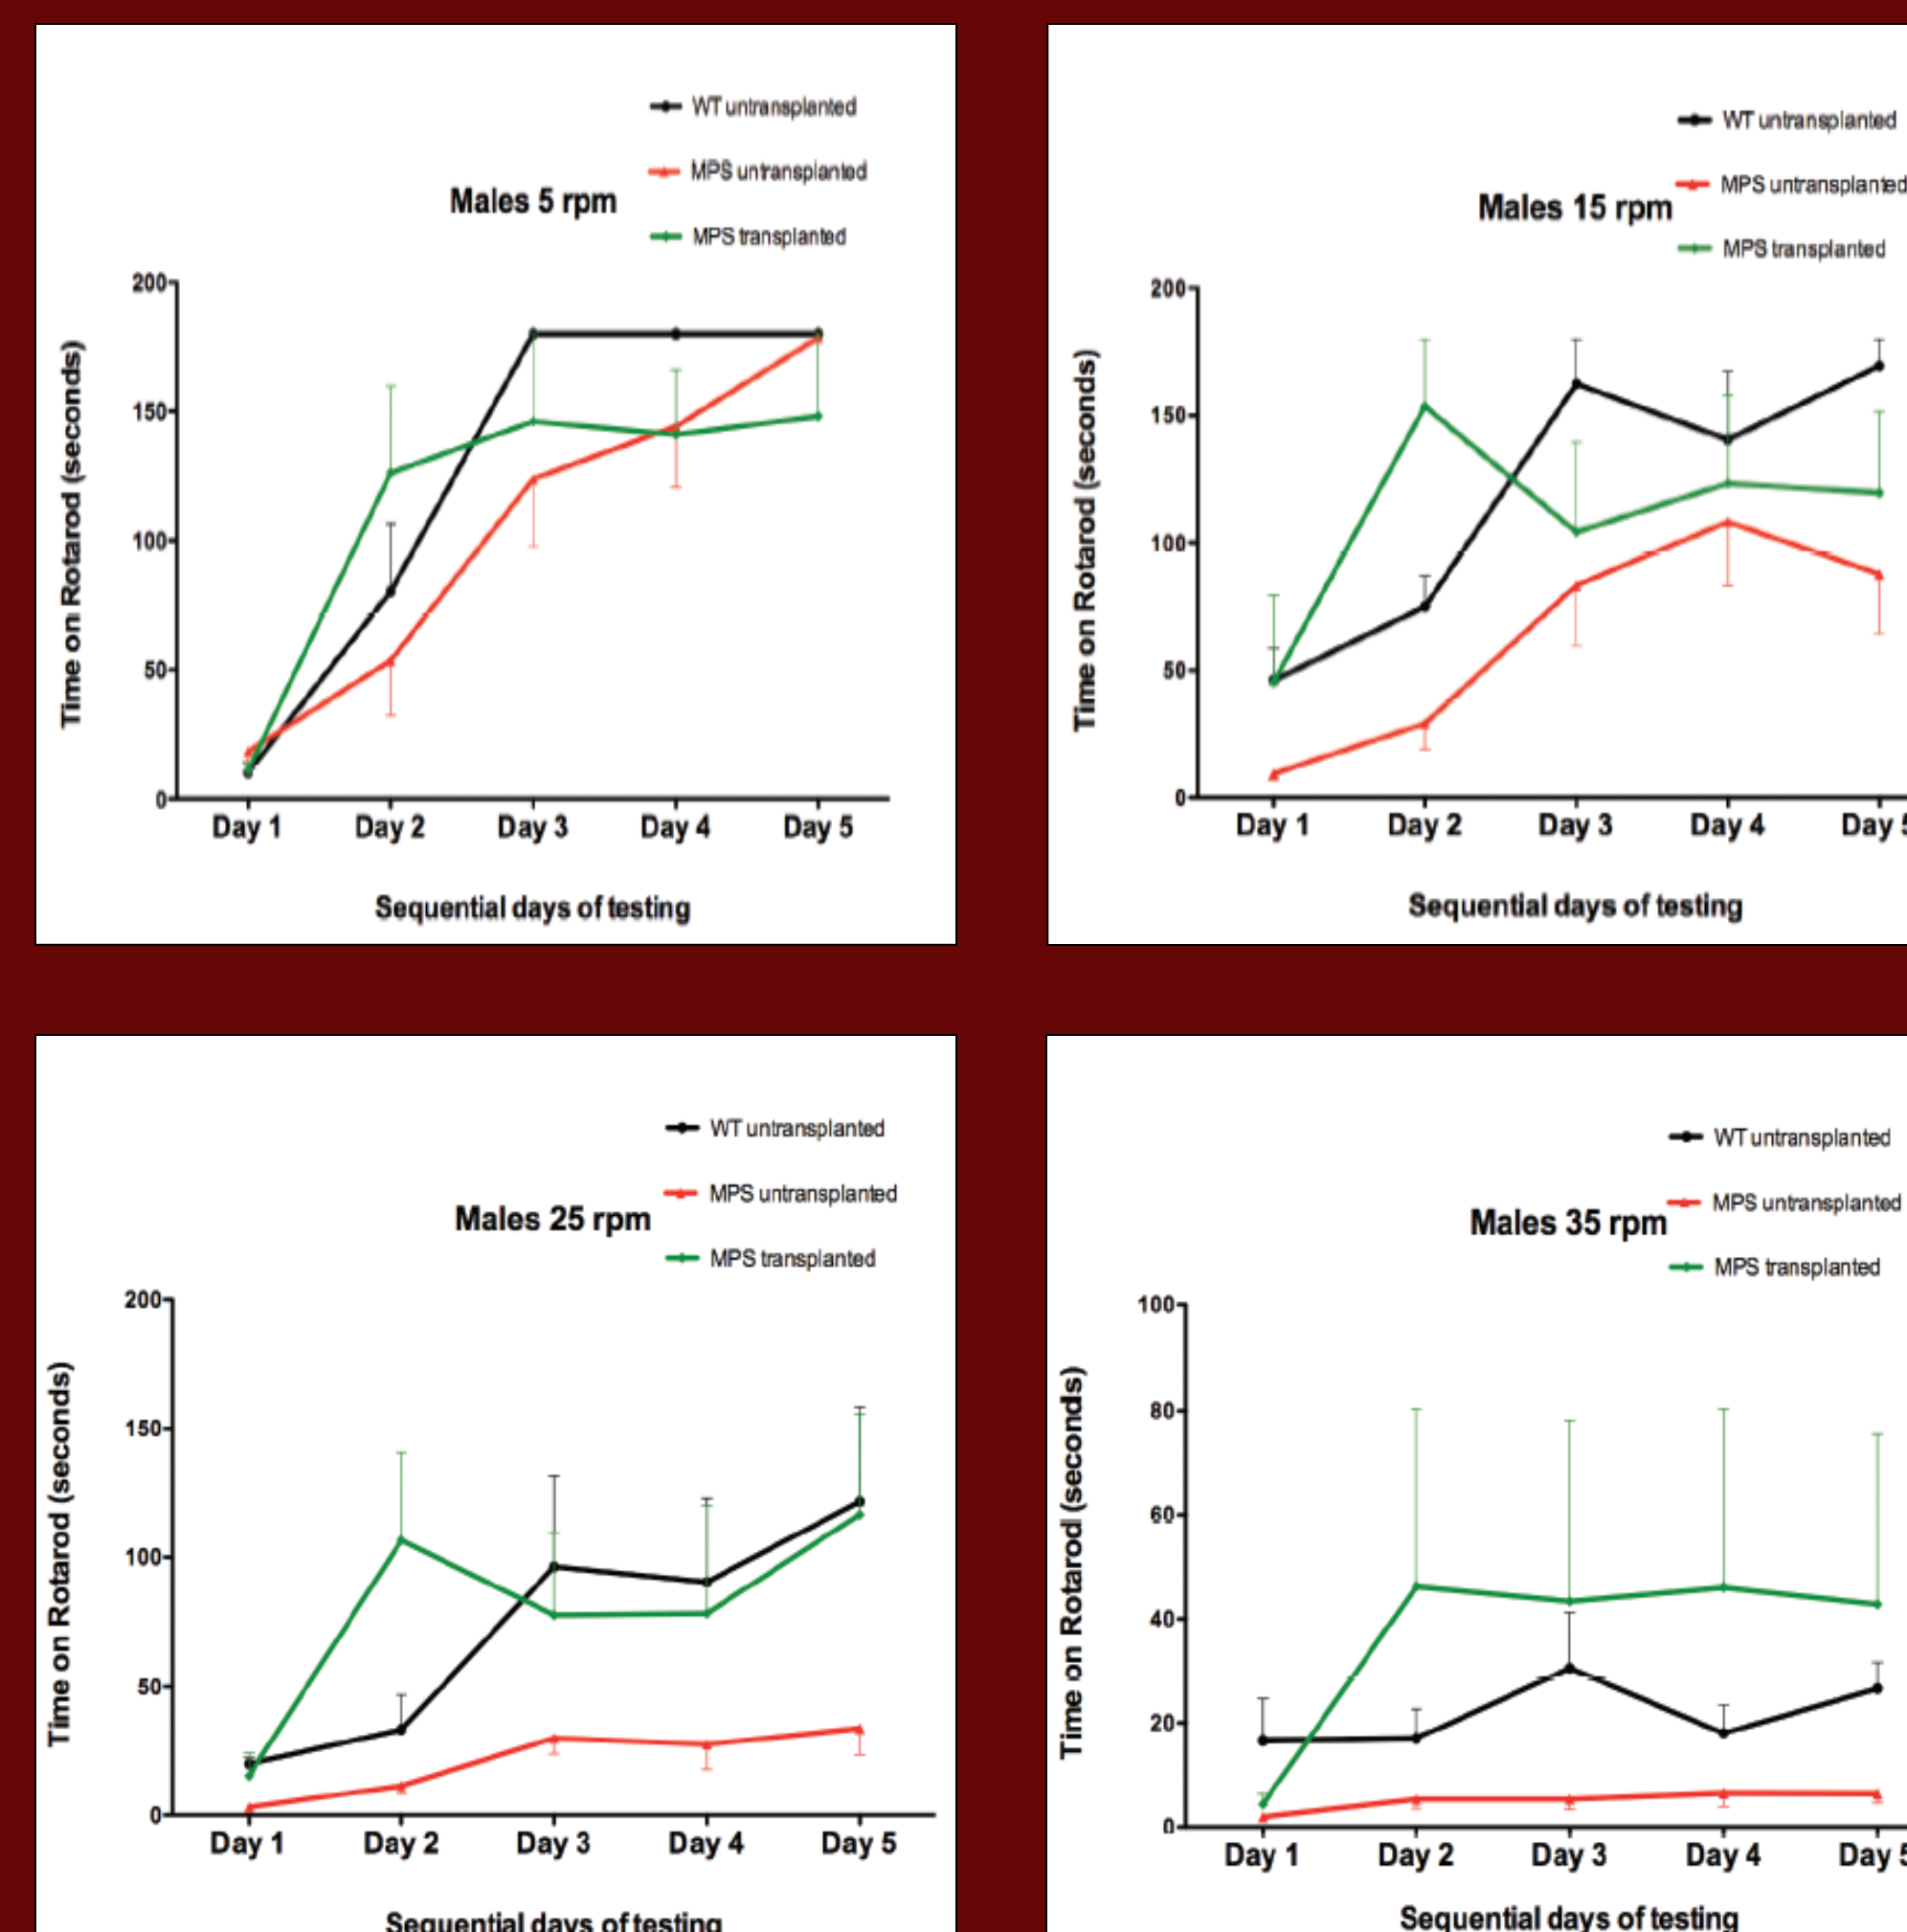 WT untransplanted
MPS untransplanted
Males 5 rpm
MPS transplanted
200
150
100
50
0
Time on Rotarod (seconds)
Day 1 Day 2 Day 3 Day 4 Day 5
Sequential days of testing
WT untransplanted
MPS untransplanted
Males 15 rpm
MPS transplanted
200
150
100
50
0
Time on Rotarod (seconds)
Day 1 Day 2 Day 3 Day 4 Day 5
Sequential days of testing
WT untransplanted
MPS untransplanted
Males 25 rpm
MPS transplanted
200
150
100
50
0
Time on Rotarod (seconds)
Day 1 Day 2 Day 3 Day 4 Day 5
Sequential days of testing
WT untransplanted
MPS untransplanted
Males 35 rpm
MPS transplanted
100
80
60
40
20
0
Time on Rotarod (seconds)
Day 1 Day 2 Day 3 Day 4 Day 5
Sequential days of testing